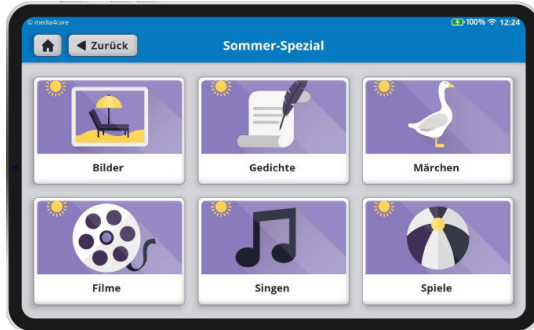 © media4care
100% 12:24
Zurück
Sommer-Spezial
Bilder
Gedichte
Märchen
Filme
Singen
Spiele